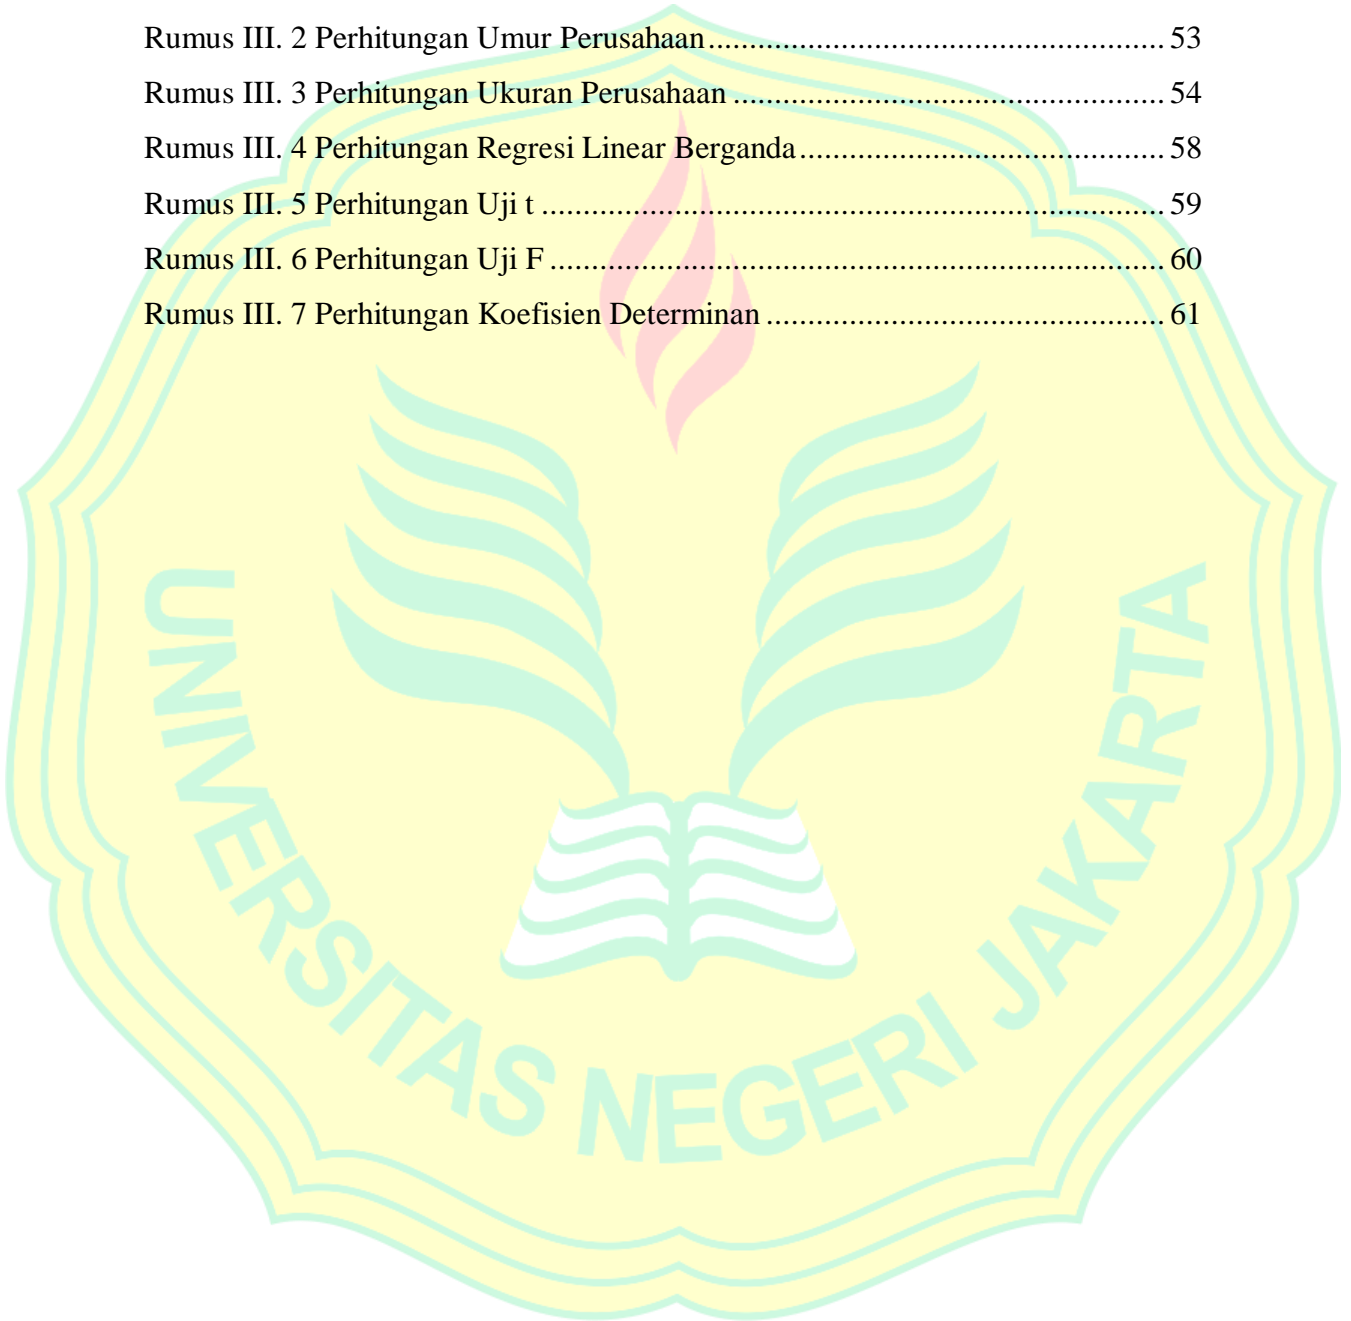 Rumus III. 2 Perhitungan Umur Perusahaan....................................................... 53
Rumus III. 3 Perhitungan Ukuran Perusahaan .................................................... 54
Rumus III. 4 Perhitungan Regresi Linear Berganda............................................ 58
Rumus III. 5 Perhitungan Uji t ........................................................................... 59
Rumus III. 6 Perhitungan Uji F .......................................................................... 60
Rumus III. 7 Perhitungan Koefisien Determinan ................................................ 61
UNIVERSITAS NEGERI JAKARTA